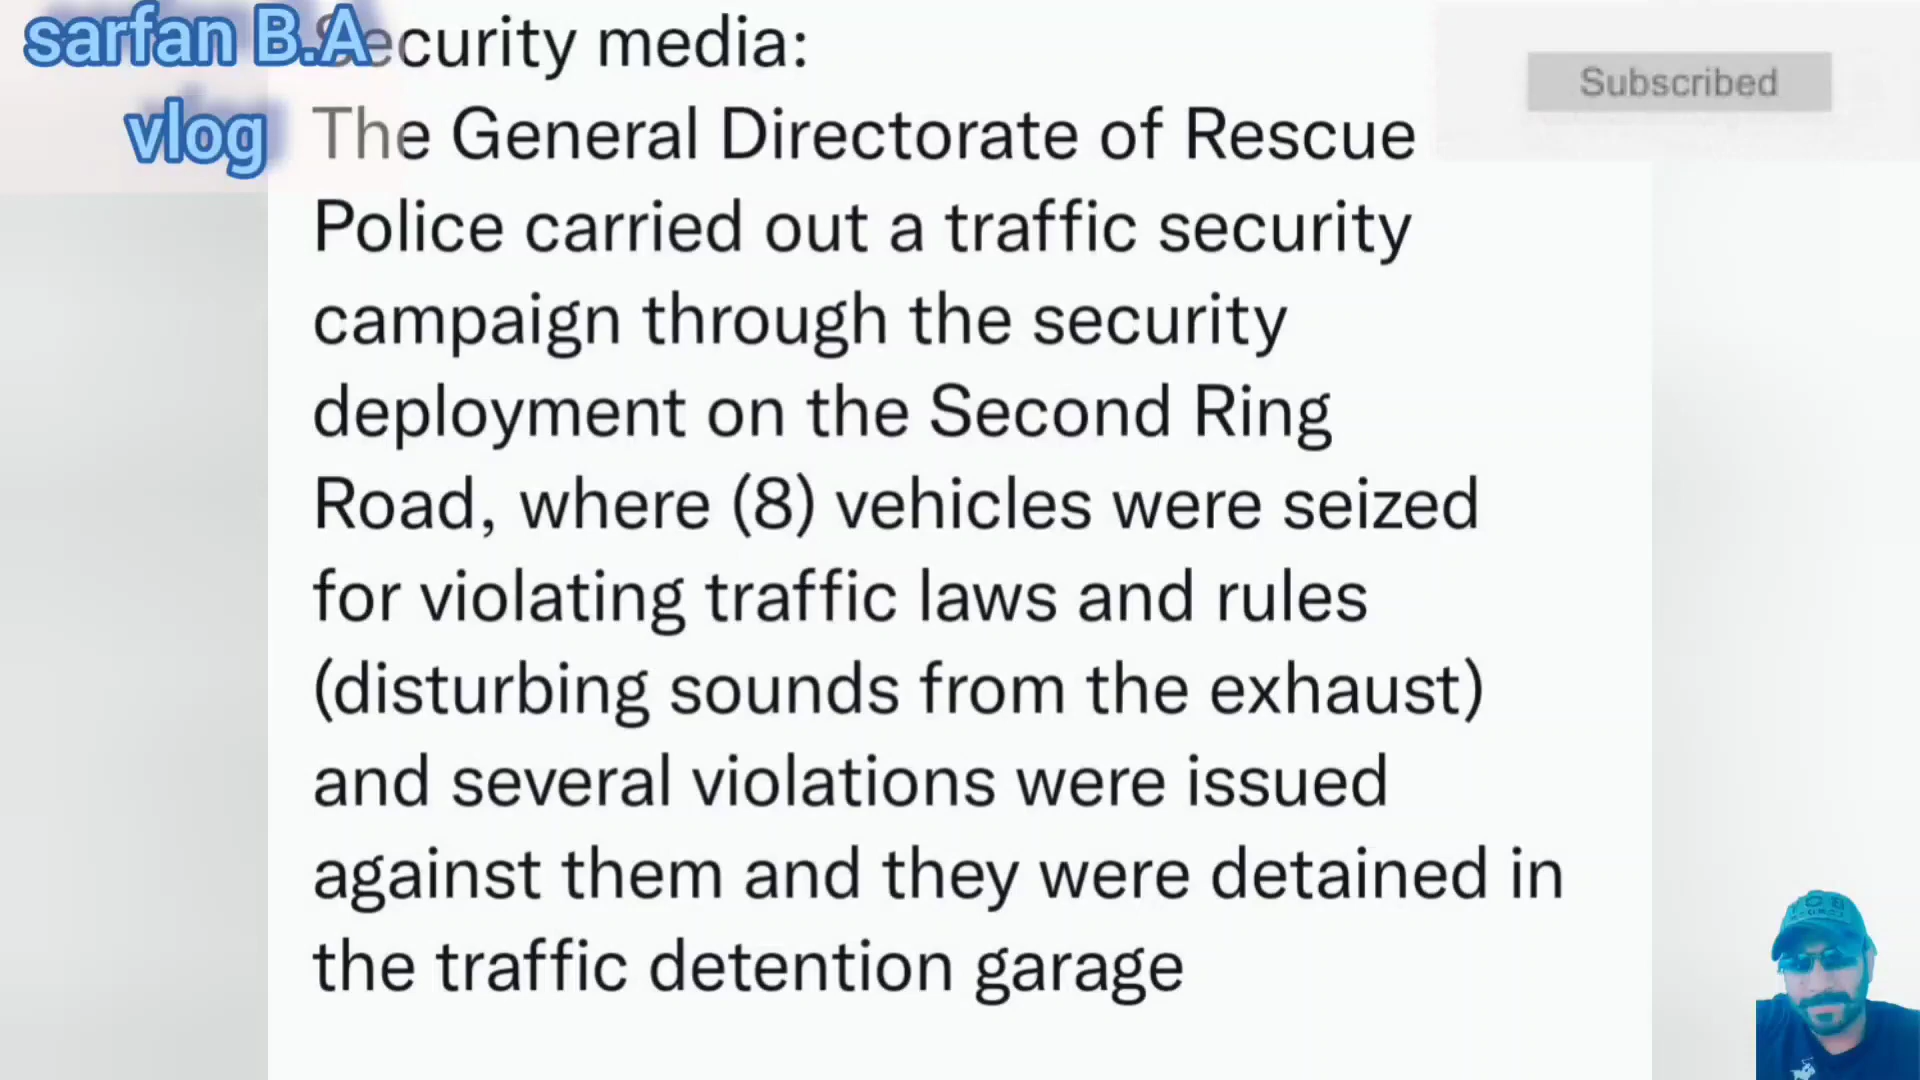 sarfan B.A
vlog
Security media:
The General Directorate of Rescue
Police carried out a traffic security
campaign through the security
deployment on the Second Ring
Road, where (8) vehicles were seized
for violating traffic laws and rules
(disturbing sounds from the exhaust)
and several violations were issued
against them and they were detained in
the traffic detention garage
Subscribed